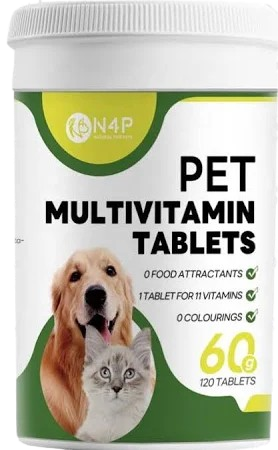 N4P
PET
MULTIVITAMIN
TABLETS
0 FOOD ATTRACTANTS
1 TABLET FOR 11 VITAMINS
0 COLOURINGS
60g
120 TABLETS